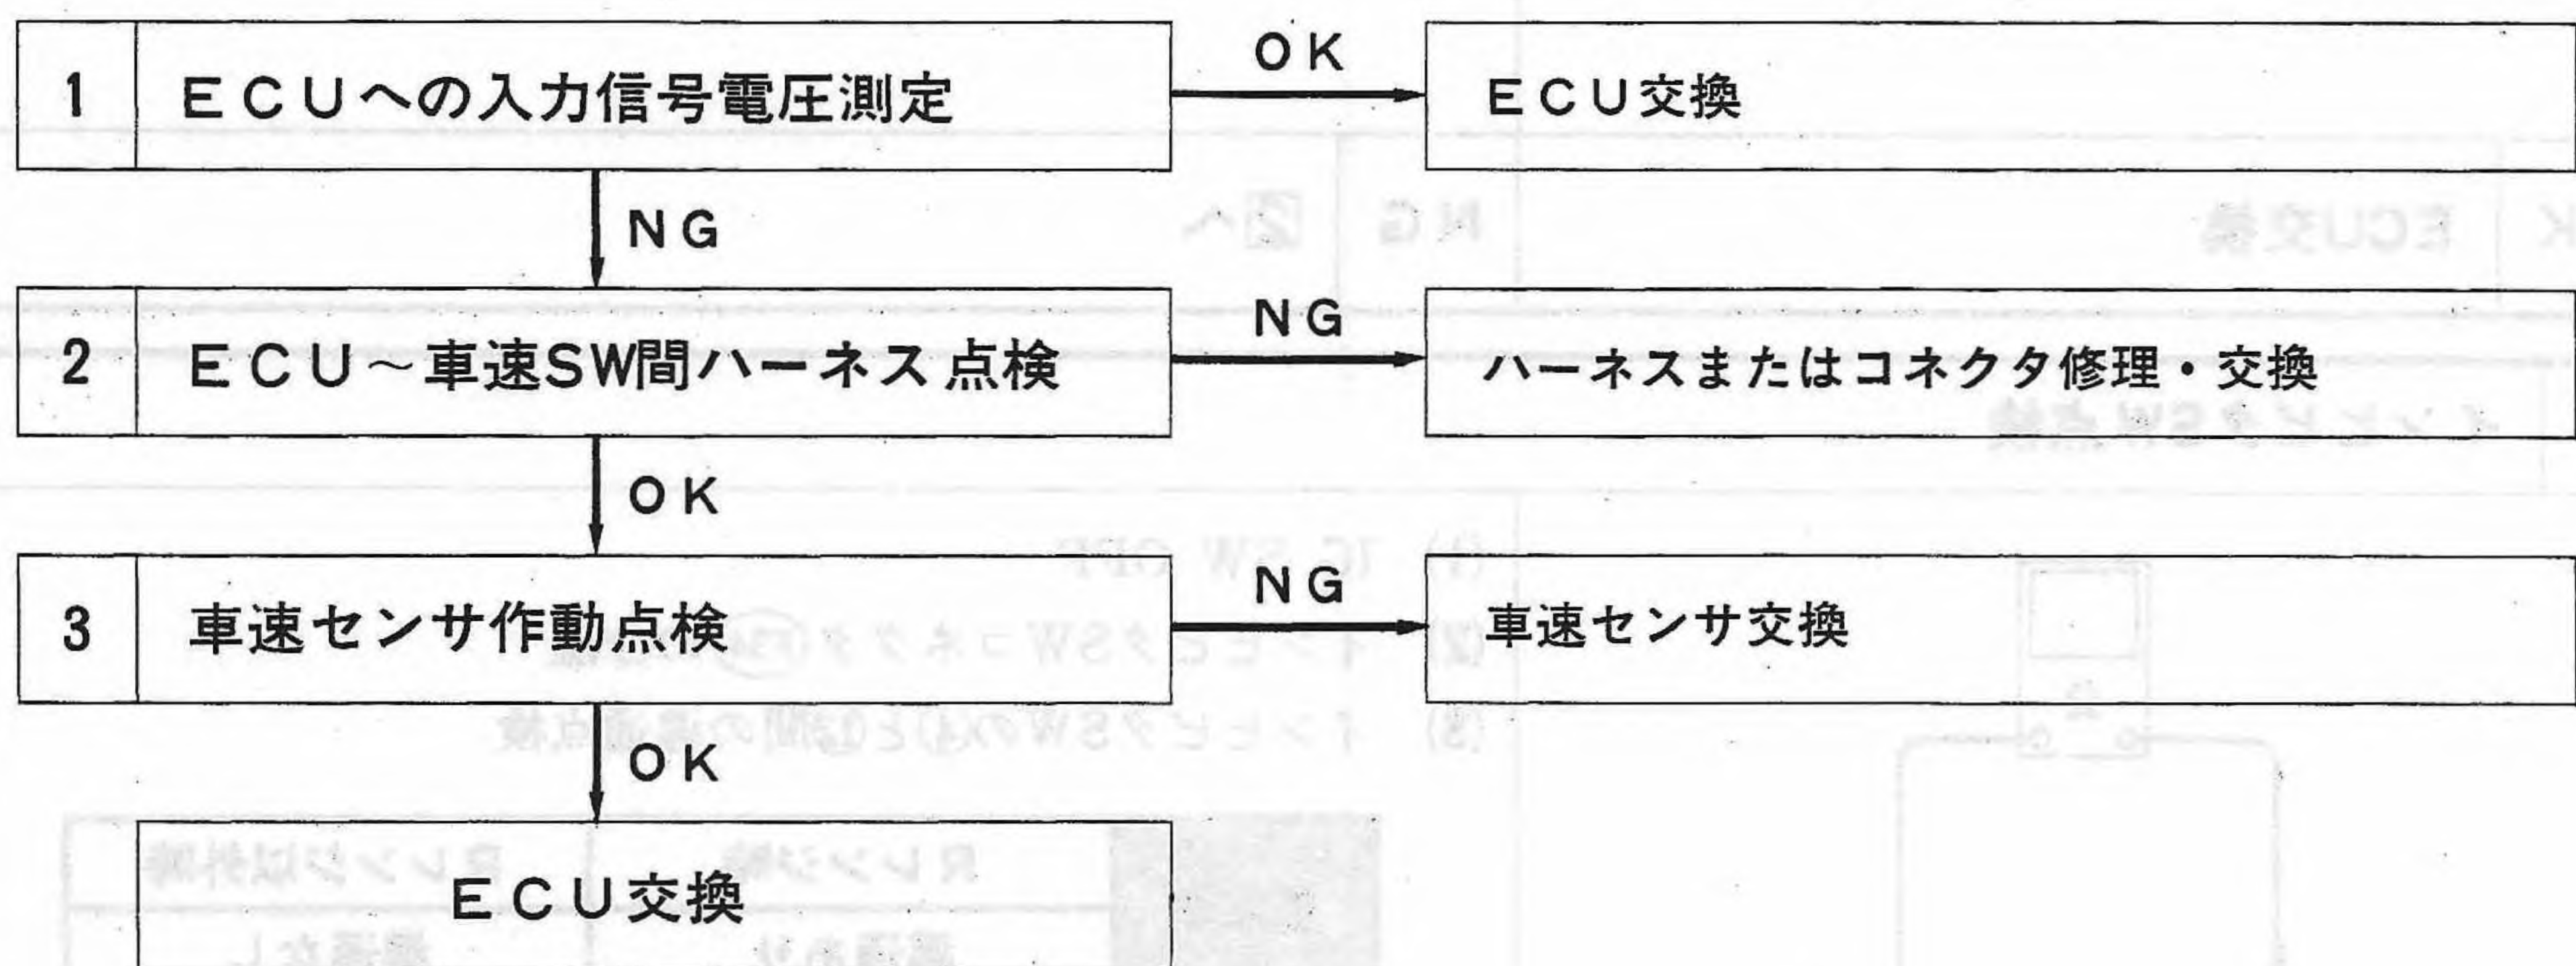 1 ECUへの入力信号電圧測定 OK ECU交換
NG
2 ECU～車速SW間ハーネス点検 NG ハーネスまたはコネクタ修理・交換
OK
3 車速センサ作動点検 NG 車速センサ交換
OK
ECU交換